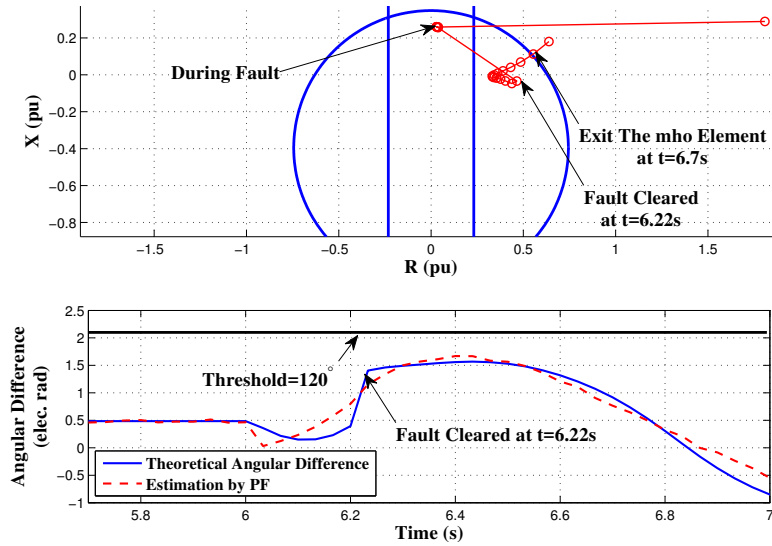 0.2
0
-0.2
-0.4
-0.6
-0.8
X (pu)
During Fault
Exit The mho Element
at t=6.7s
Fault Cleared
at t=6.22s
-1.5
-1
-0.5
0
0.5
1
1.5
R (pu)
2.5
2
1.5
1
0.5
0
-0.5
-1
Angular Difference
(elec. rad)
Threshold=120°
Fault Cleared at t=6.22s
Theoretical Angular Difference
Estimation by PF
5.8
6
6.2
6.4
6.6
6.8
7
Time (s)